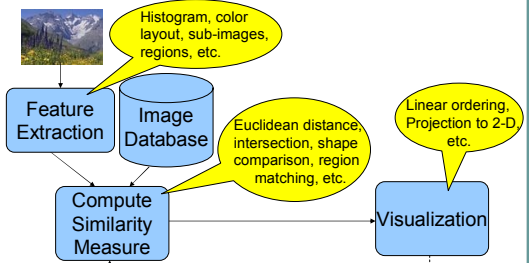 Histogram, color
layout, sub-images,
regions, etc.
Feature
Extraction
Image
Database
Euclidean distance,
intersection, shape
comparison, region
matching, etc.
Linear ordering,
Projection to 2-D,
etc.
Compute
Similarity
Measure
Visualization